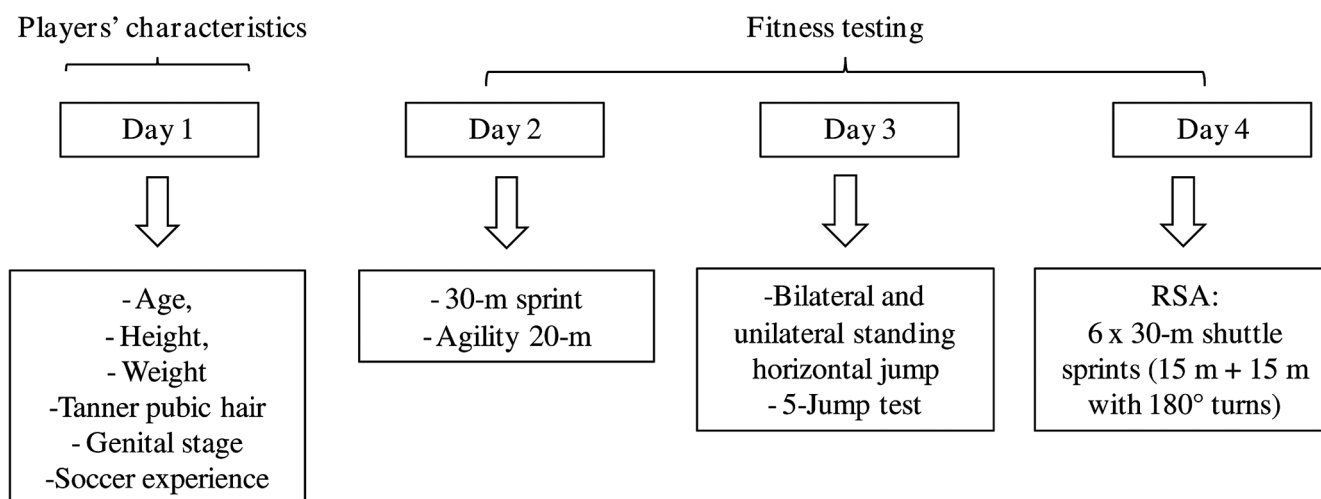 Players’ characteristics
Fitness testing
Day 1
Day 2
Day 3
Day 4
- Age,
- Height,
- Weight
-Tanner pubic hair
- Genital stage
-Soccer experience
- 30-m sprint
- Agility 20-m
-Bilateral and
unilateral standing
horizontal jump
- 5-Jump test
RSA:
6 x 30-m shuttle
sprints (15 m + 15 m
with 180° turns)